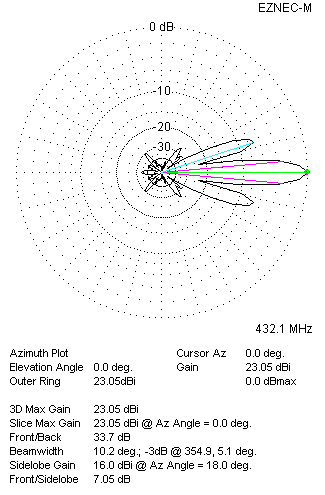 EZNEC-M
0 dB
-10
-20
-30
432.1 MHz
Azimuth Plot Cursor Az 0.0 deg.
Elevation Angle 0.0 deg. Gain 23.05 dBi
Outer Ring 23.05dBi 0.0 dBmax
3D Max Gain 23.05 dBi
Slice Max Gain 23.05 dBi @ Az Angle = 0.0 deg.
Front/Back 33.7 dB
Beamwidth 10.2 deg.; -3dB @ 354.9, 5.1 deg.
Sidelobe Gain 16.0 dBi @ Az Angle = 18.0 deg.
Front/Sidelobe 7.05 dB